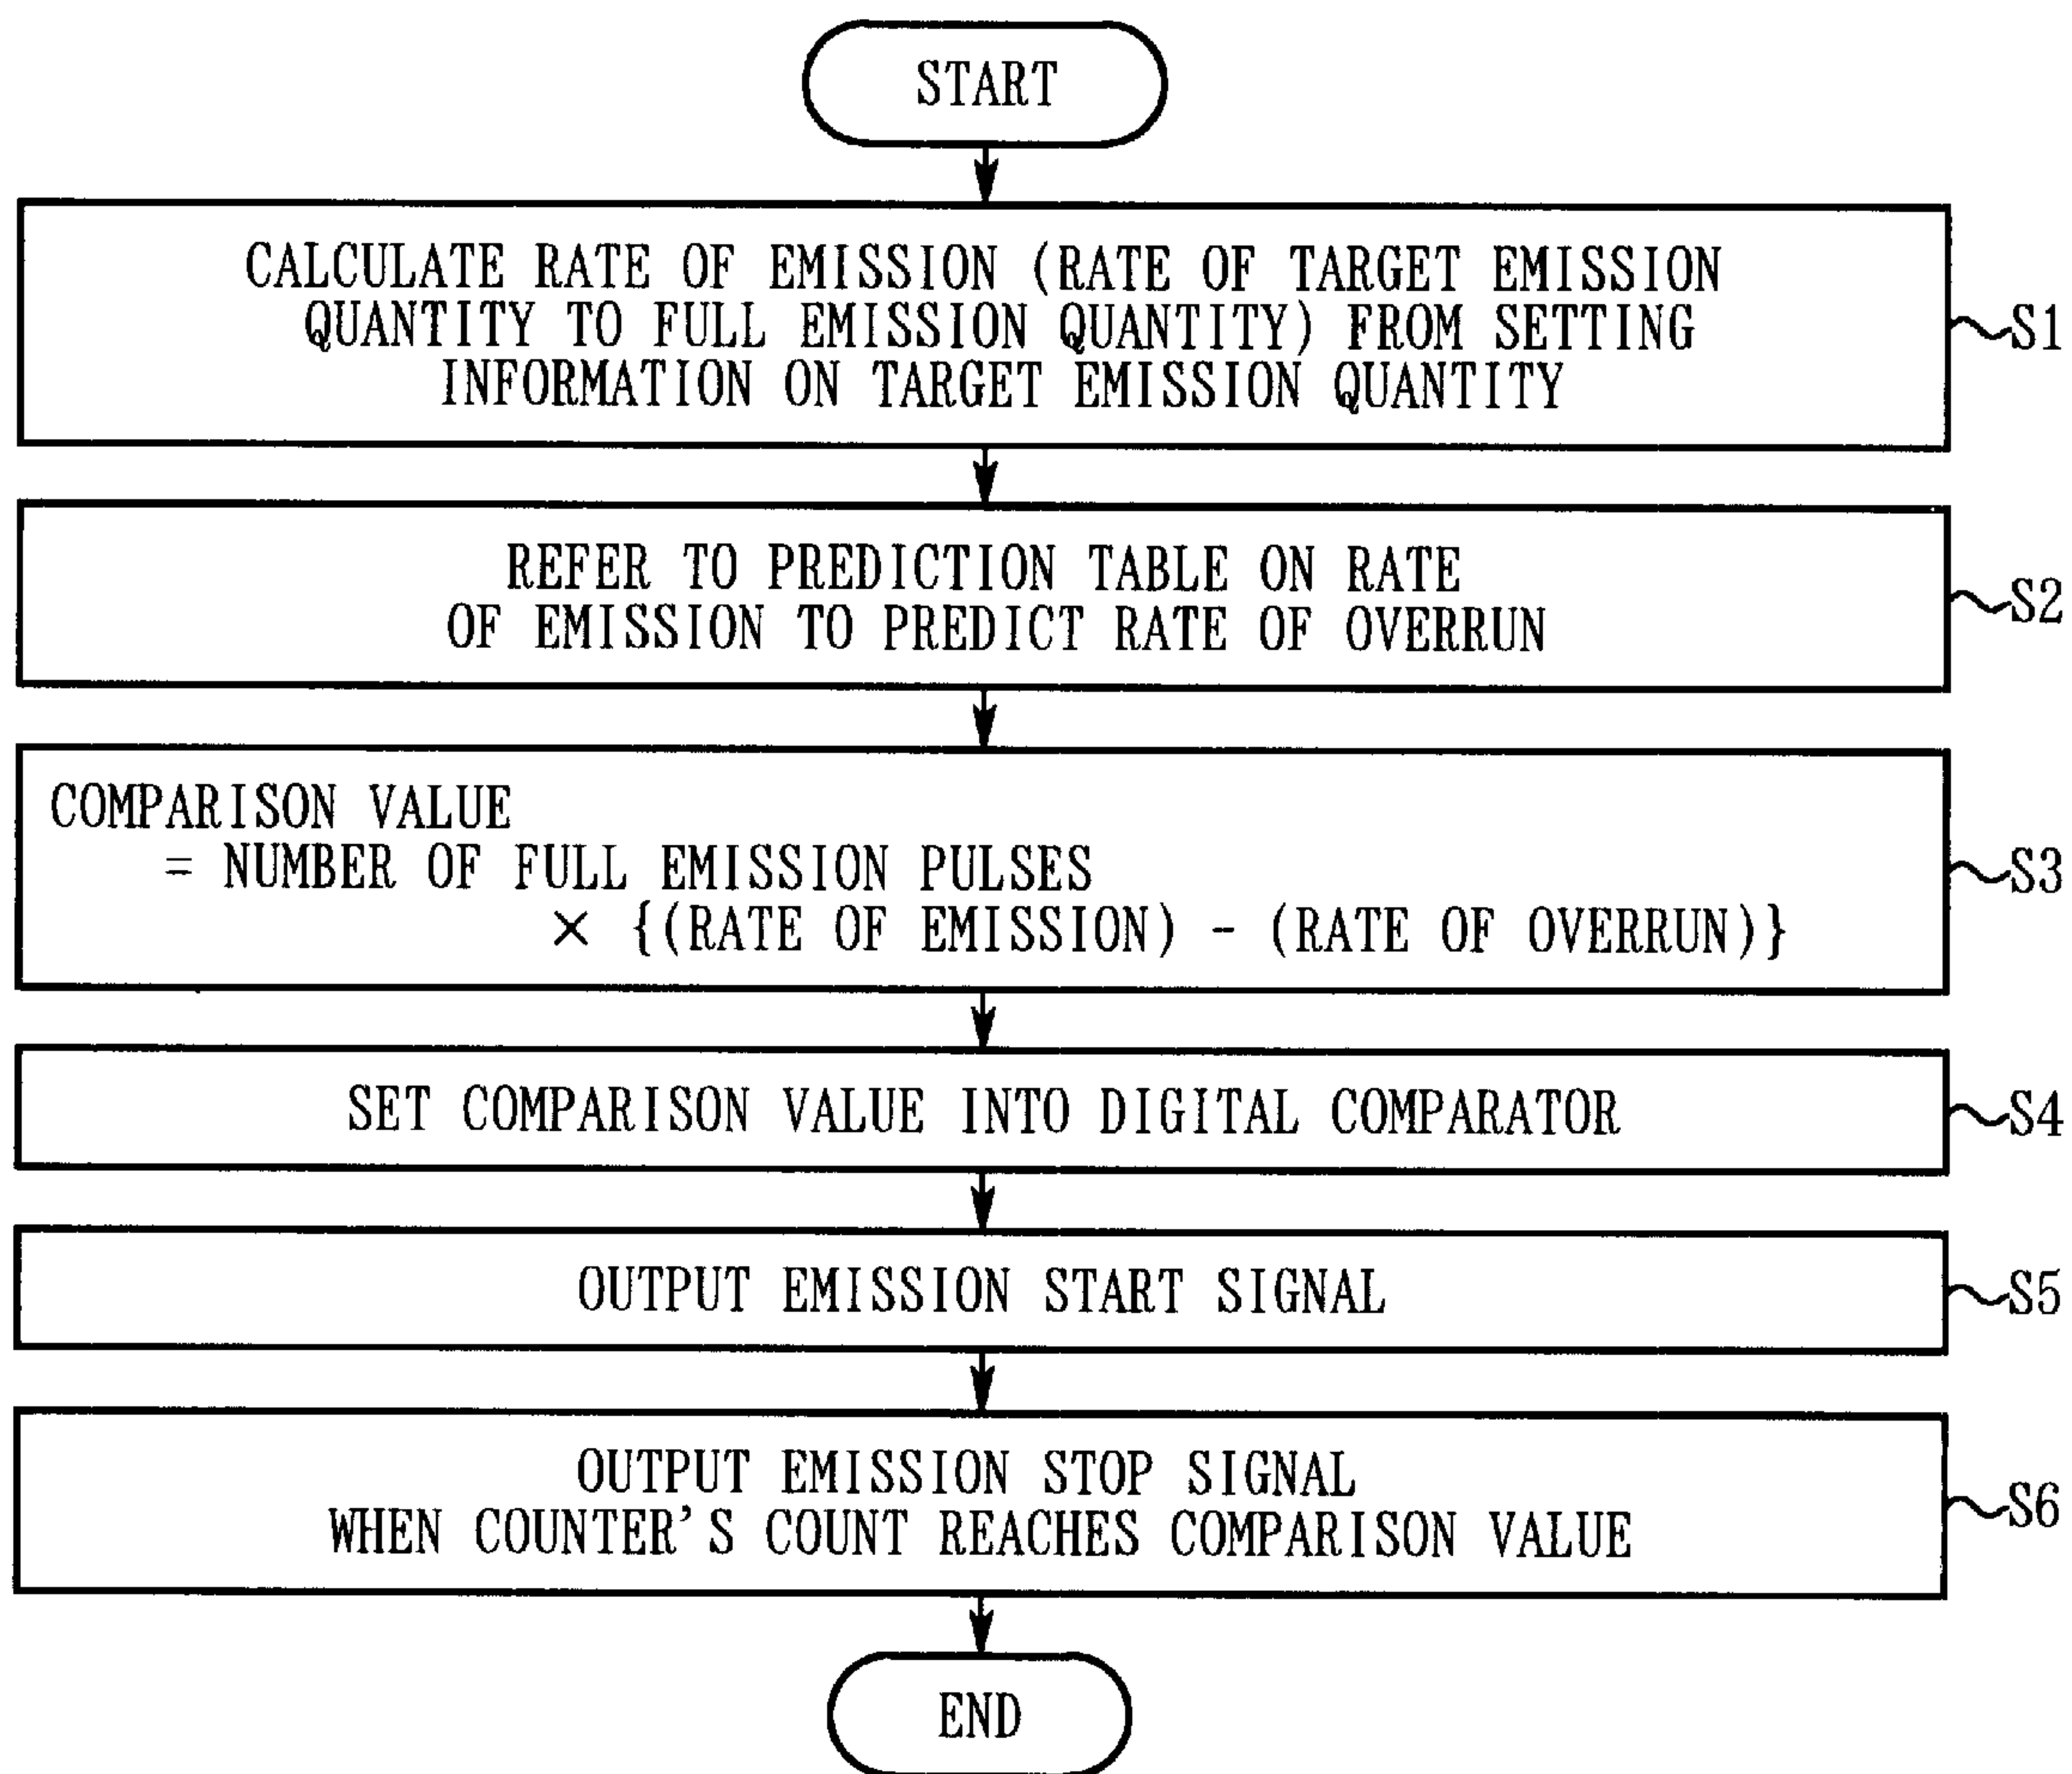 START
CALCULATE RATE OF EMISSION (RATE OF TARGET EMISSION
QUANTITY TO FULL EMISSION QUANTITY) FROM SETTING
INFORMATION ON TARGET EMISSION QUANTITY
S1
REFER TO PREDICTION TABLE ON RATE
OF EMISSION TO PREDICT RATE OF OVERRUN
S2
COMPARISON VALUE
= NUMBER OF FULL EMISSION PULSES
× {(RATE OF EMISSION) - (RATE OF OVERRUN)}
S3
SET COMPARISON VALUE INTO DIGITAL COMPARATOR
S4
OUTPUT EMISSION START SIGNAL
S5
OUTPUT EMISSION STOP SIGNAL
WHEN COUNTER'S COUNT REACHES COMPARISON VALUE
S6
END